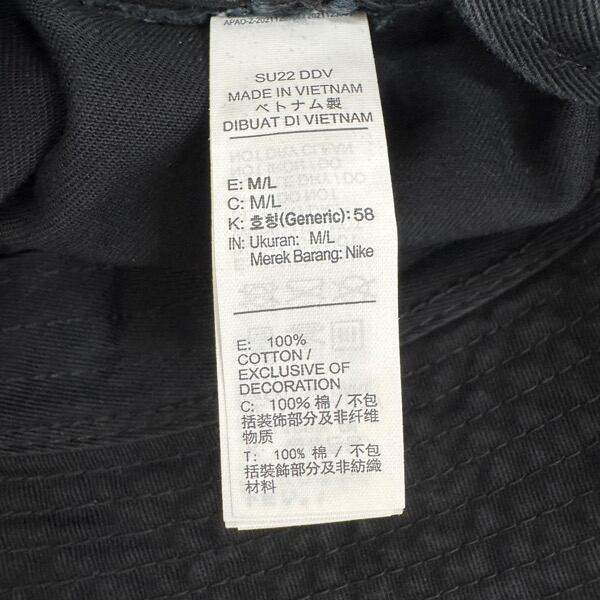 SU22 DDV
MADE IN VIETNAM
ベトナム製
DIBUAT DI VIETNAM
E: M/L
C: M/L
K: 호칭(Generic): 58
IN: Ukuran: M/L
Merek Barang: Nike
E: 100%
COTTON /
EXCLUSIVE OF
DECORATION
C: 100% 棉 / 不包
括装饰部分及非纤维
物质
T: 100% 棉 / 不包
括裝飾部分及非紡織
材料